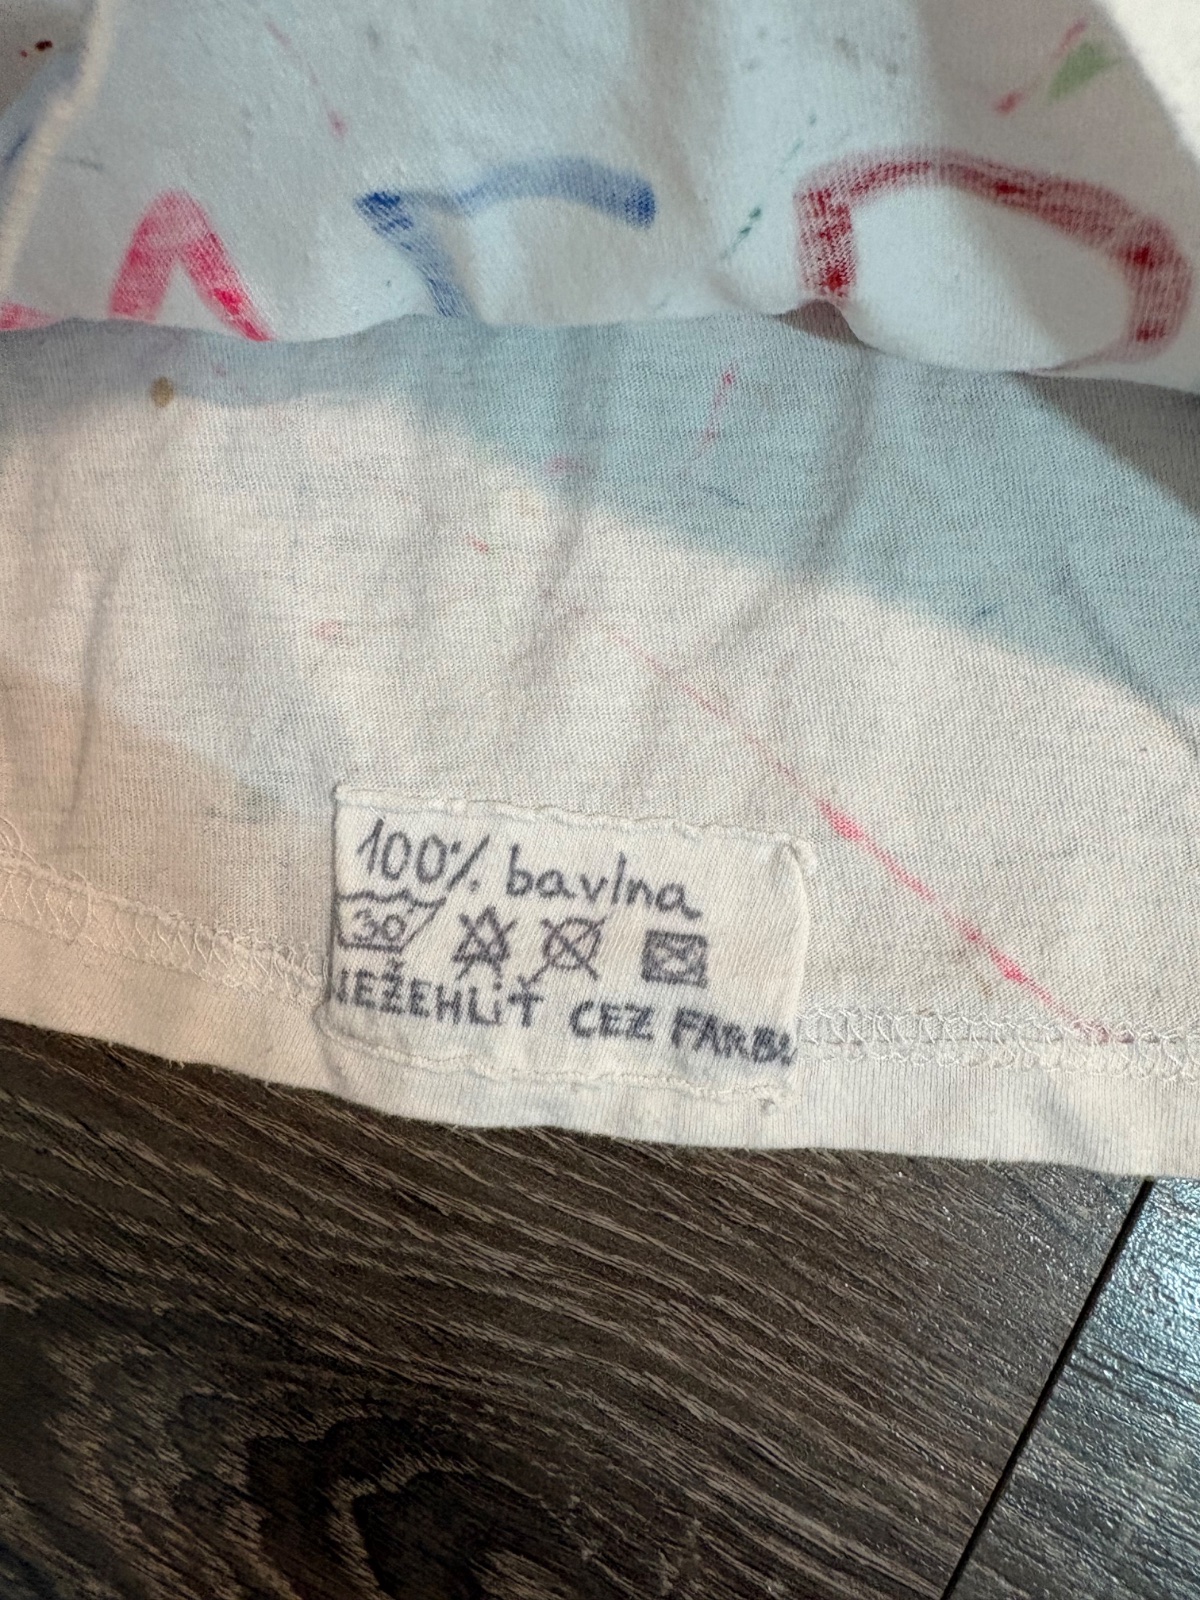 100% bavlna
30°
NEŽEHLiŤ CEZ FARBU